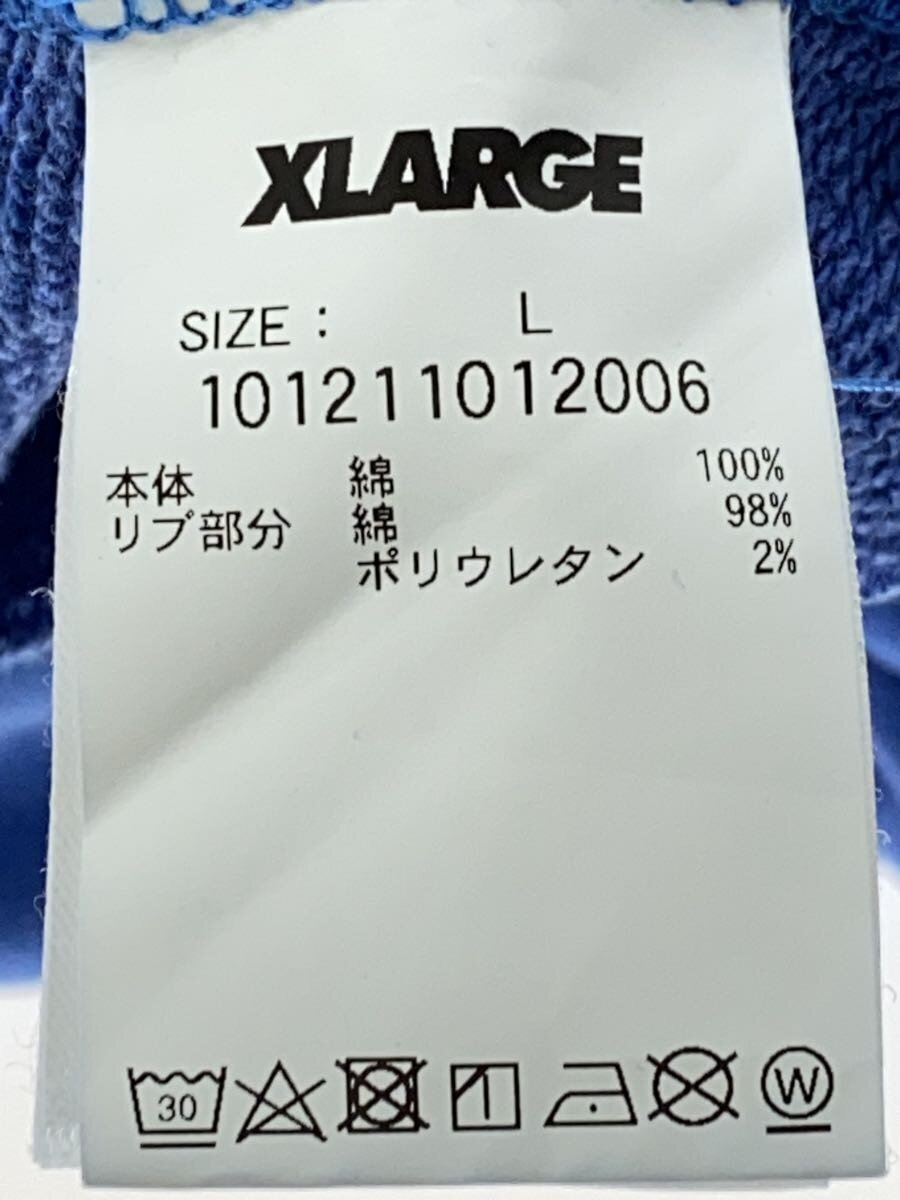 XLARGE
SIZE : L
101211012006
本体 綿 100%
リブ部分 綿 98%
ポリウレタン 2%
30 W